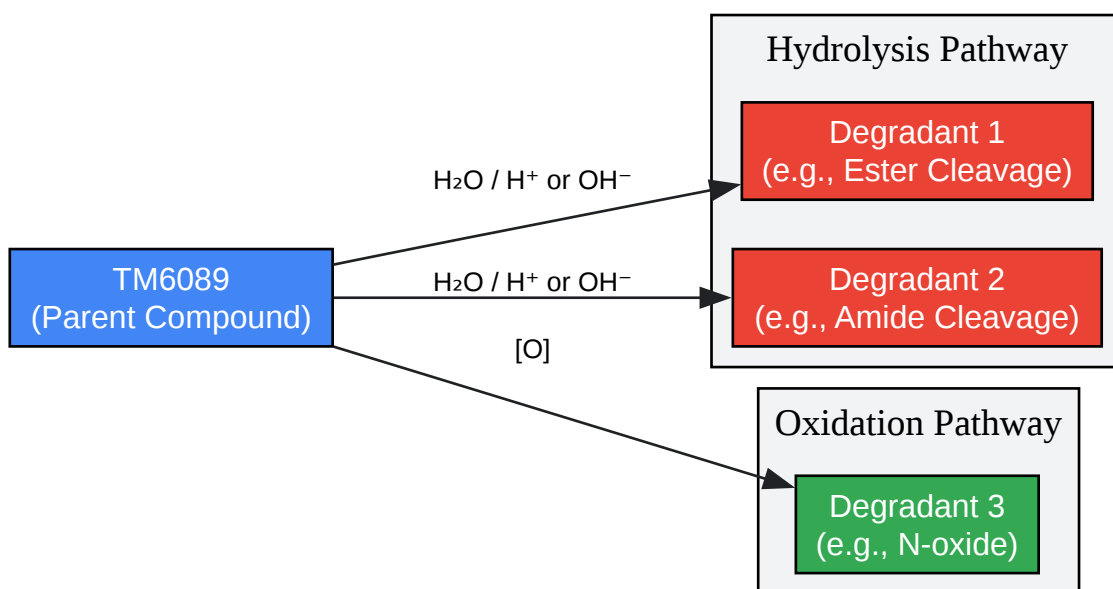 Hydrolysis Pathway
Degradant 1
(e.g., Ester Cleavage)
H₂O / H⁺ or OH⁻
TM6089
(Parent Compound)
H₂O / H⁺ or OH⁻
Degradant 2
(e.g., Amide Cleavage)
[O]
Oxidation Pathway
Degradant 3
(e.g., N-oxide)